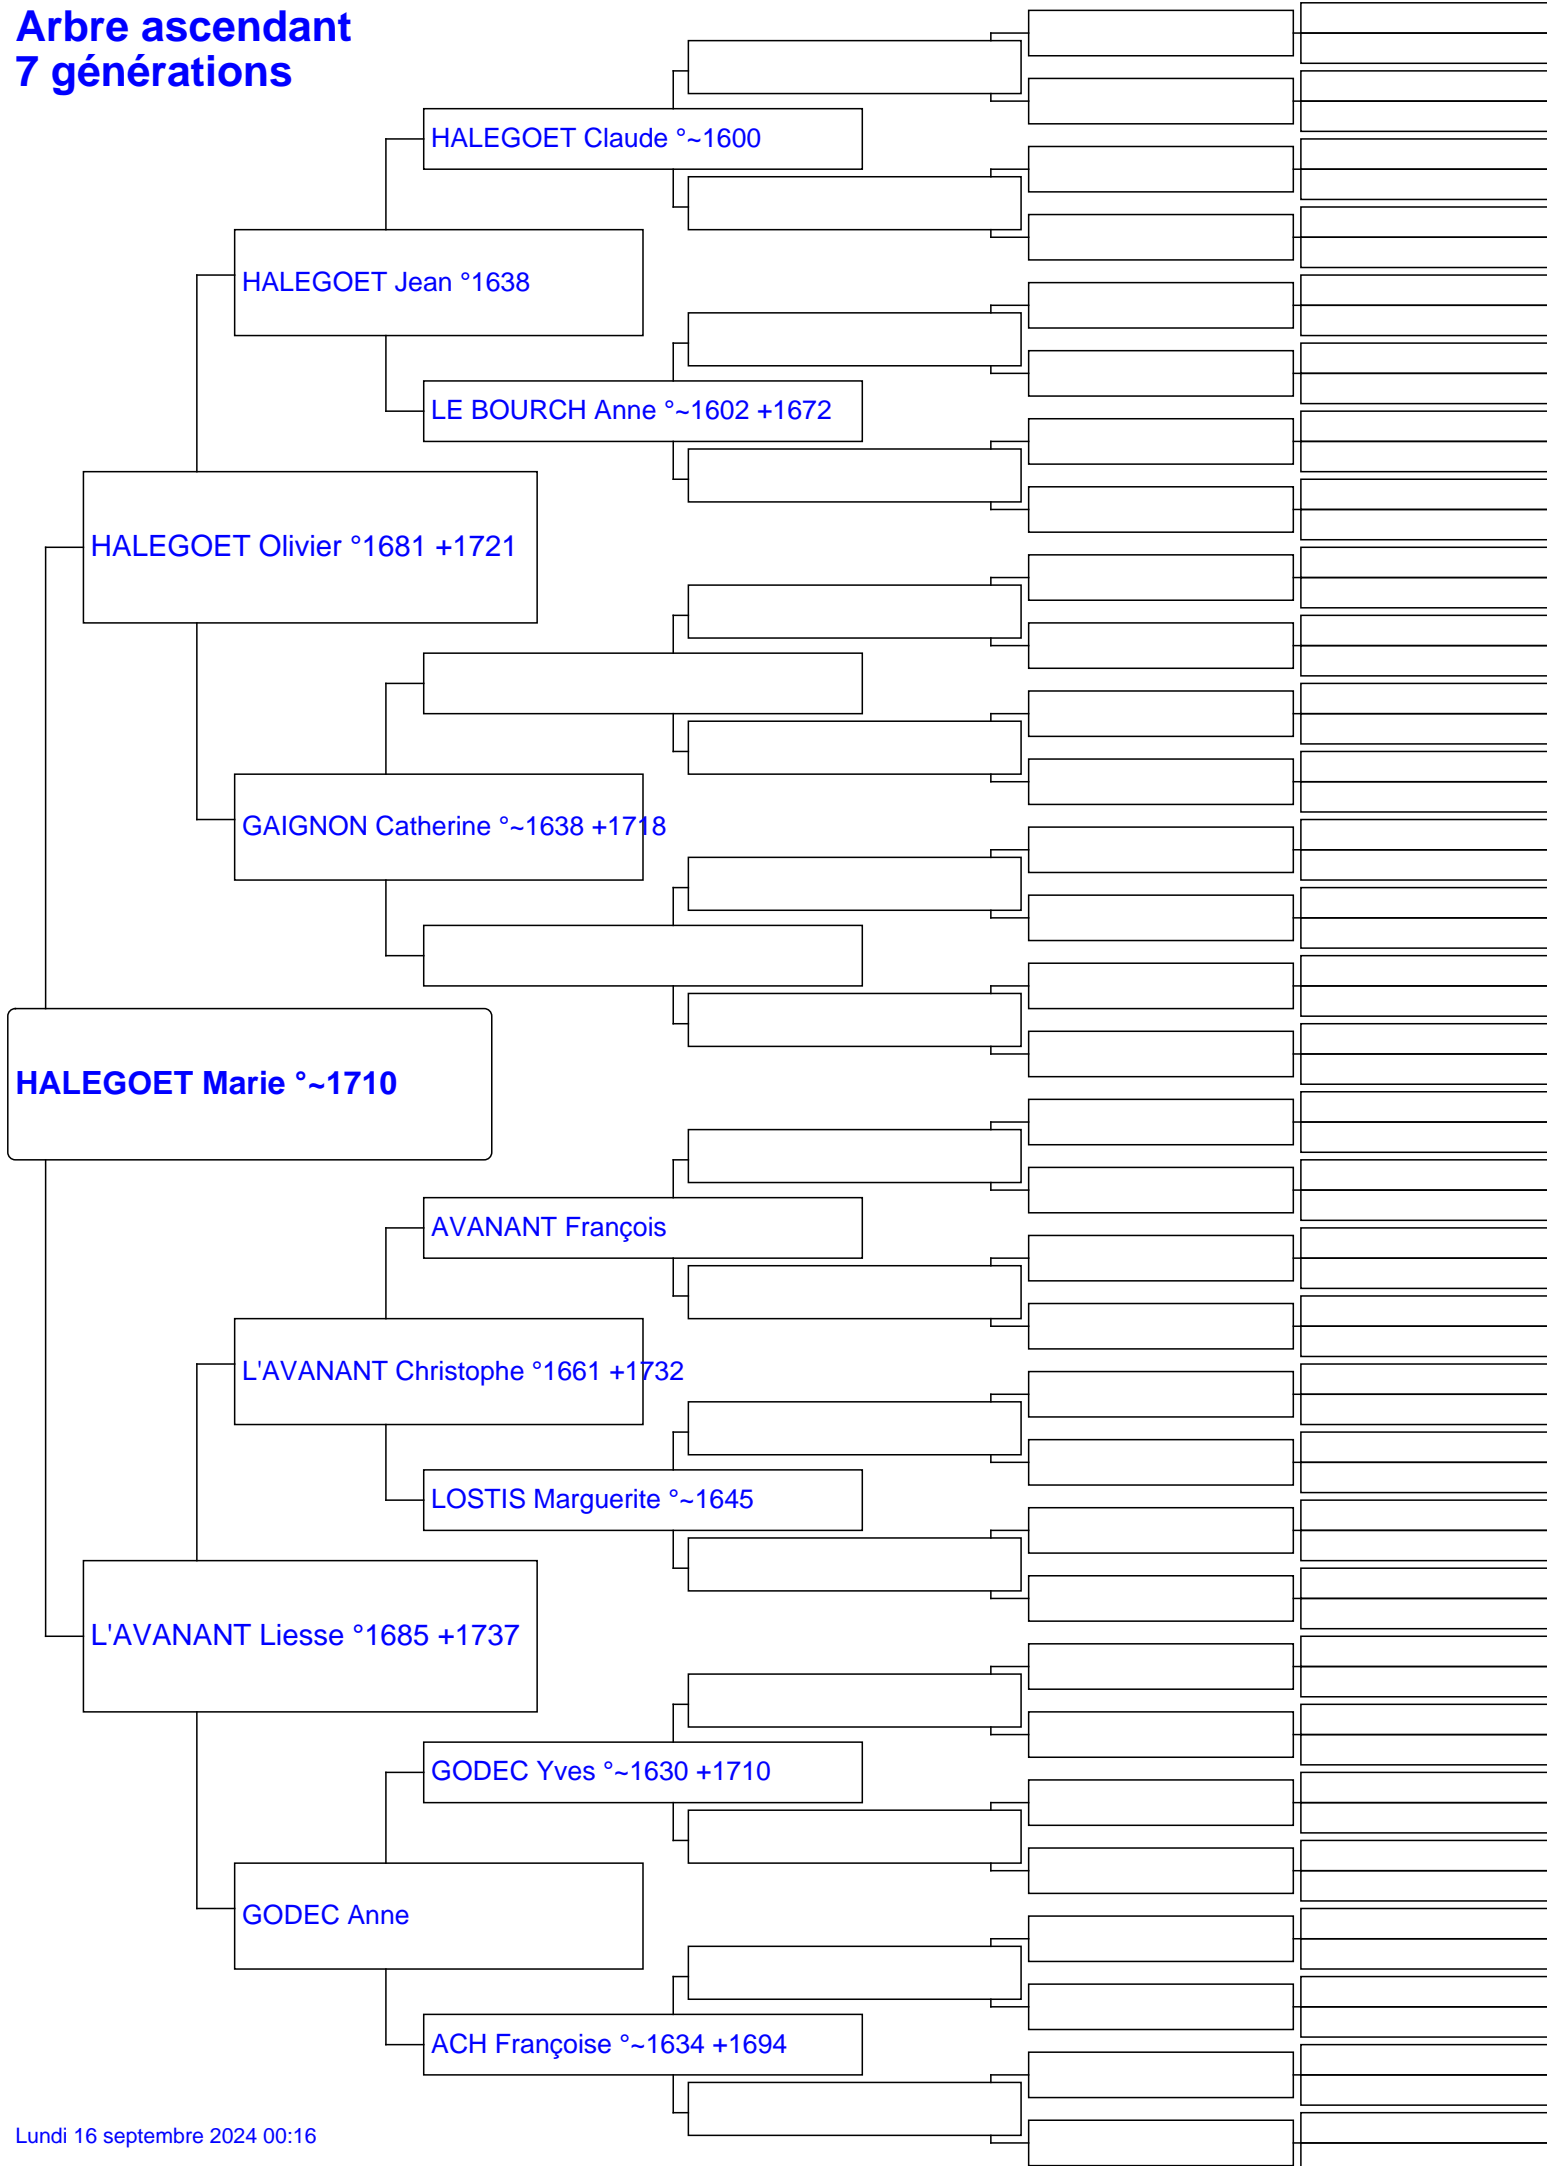 Arbre ascendant
7 générations
HALEGOET Claude °~1600
HALEGOET Jean °1638
LE BOURCH Anne °~1602 +1672
HALEGOET Olivier °1681 +1721
GAIGNON Catherine °~1638 +1718
HALEGOET Marie °~1710
AVANANT François
L'AVANANT Christophe °1661 +1732
LOSTIS Marguerite °~1645
L'AVANANT Liesse °1685 +1737
GODEC Yves °~1630 +1710
GODEC Anne
ACH Françoise °~1634 +1694
Lundi 16 septembre 2024 00:16